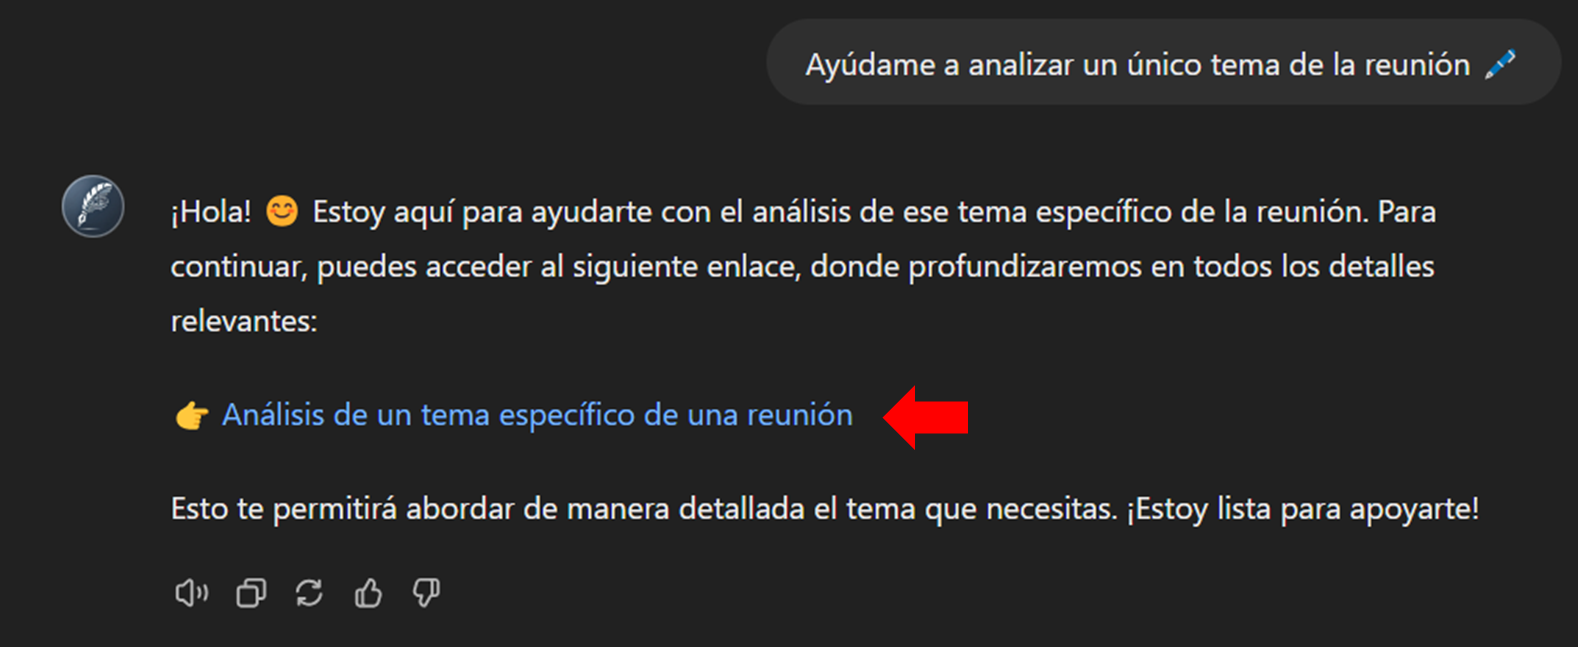 Ayúdame a analizar un único tema de la reunión 🖊️
¡Hola! 😊 Estoy aquí para ayudarte con el análisis de ese tema específico de la reunión. Para
continuar, puedes acceder al siguiente enlace, donde profundizaremos en todos los detalles
relevantes:
👉 Análisis de un tema específico de una reunión
Esto te permitirá abordar de manera detallada el tema que necesitas. ¡Estoy lista para apoyarte!